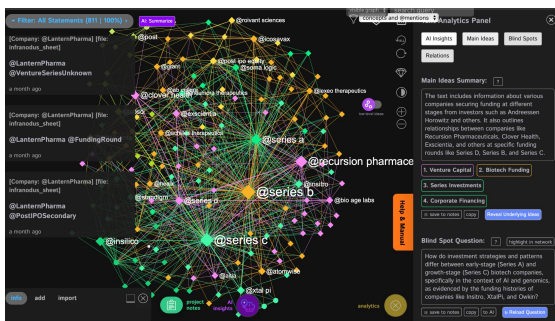 + Filter: All Statements (811 | 100%)
[Company: @LanternPharma] [file: infranodus_sheet]
@LanternPharma
@VentureSeriesUnknown
a month ago
[Company: @LanternPharma] [file:
@LanternPharma @FundingRound
a month ago
[Company: @LanternPharma] [file: infranodus_sheet]
@LanternPharma
@PostIPOSecondary
a month ago
info
add
import
AI: Summarize
@roivant sciences
@post
@icosavax
@post ipo equity
@soma logic
@exscientia
@exeo therapeutics
@series a
@recursion pharmace
@insitro
@series b
@bio age labs
@series d
@insilico
@series c
@atomwise
@xtal pi
project notes
AI insights
analytics
concepts and @mentions
search query
Help & Manual
Analytics Panel
AI Insights
Main Ideas
Blind Spots
Relations
Main Ideas Summary:
?
The text includes information about various
companies securing funding at different
stages from investors such as Andreessen
Horowitz and others. It also outlines
relationships between companies like
Recursion Pharmaceuticals, Clover Health,
Exscientia, and others at specific funding
rounds like Series D, Series B, and Series C.
1. Venture Capital
2. Biotech Funding
3. Series Investments
4. Corporate Financing
save to notes
copy
Reveal Underlying Ideas
Blind Spot Question:
?
highlight in network
How do investment strategies and patterns
differ between early-stage (Series A) and
growth-stage (Series C) biotech companies,
specifically in the context of AI and genomics,
as evidenced by the funding histories of
companies like Insitro, XtalPi, and Owkin?
save to notes
copy
to AI
Reload Question